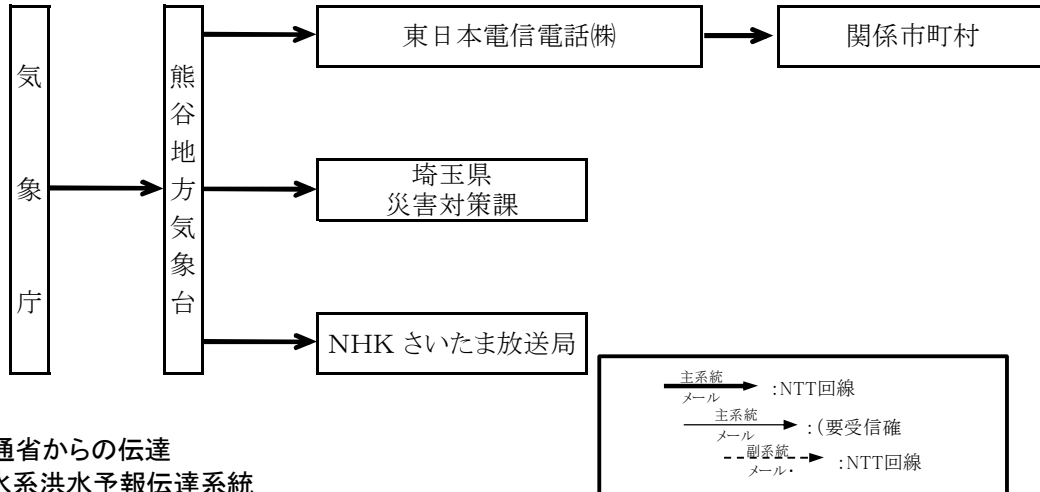 気象庁
熊谷地方気象台
東日本電信電話㈱
関係市町村
埼玉県
災害対策課
NHK さいたま放送局
主系統
メール
:NTT回線
主系統
メール
:(要受信確
副系統
メール・
:NTT回線
通省からの伝達
水系洪水予報伝達系統